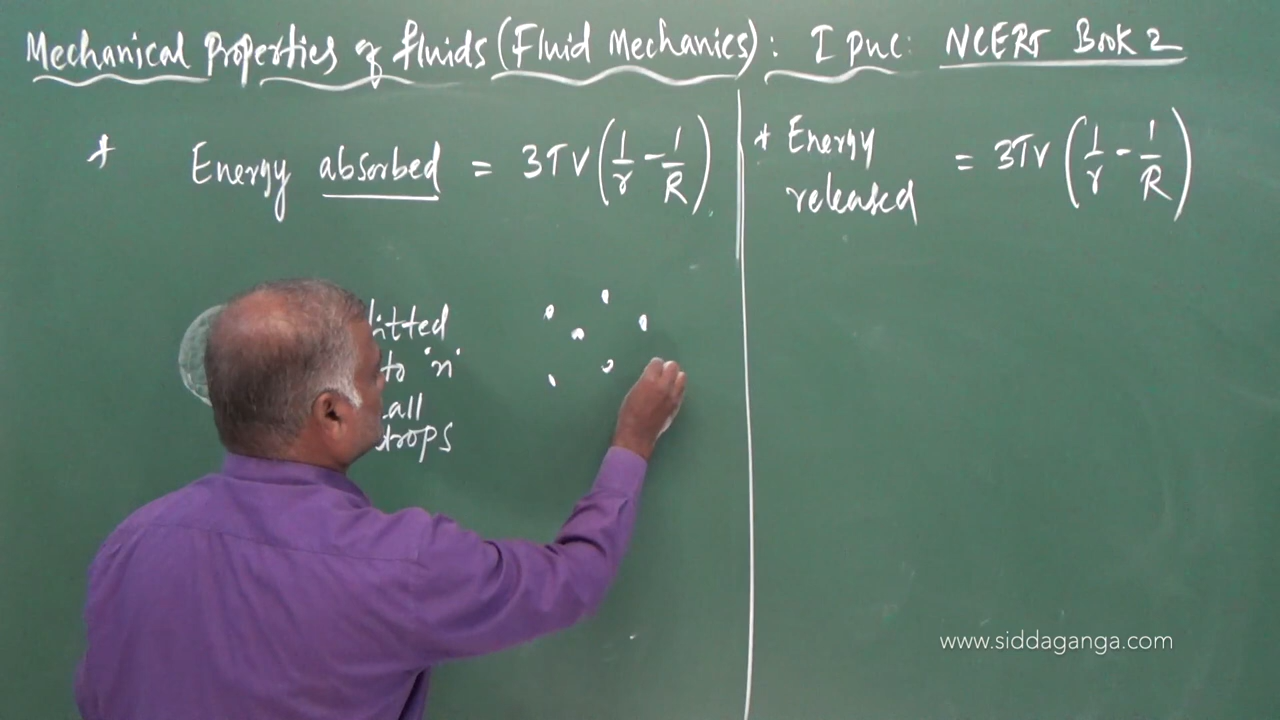 Mechanical Properties of fluids (Fluid Mechanics): I PUC: NCERT Book 2
* Energy absorbed = 3TV(1/r - 1/R)
* Energy released = 3TV(1/r - 1/R)
litted
to 'n'
all
drops
www.siddaganga.com